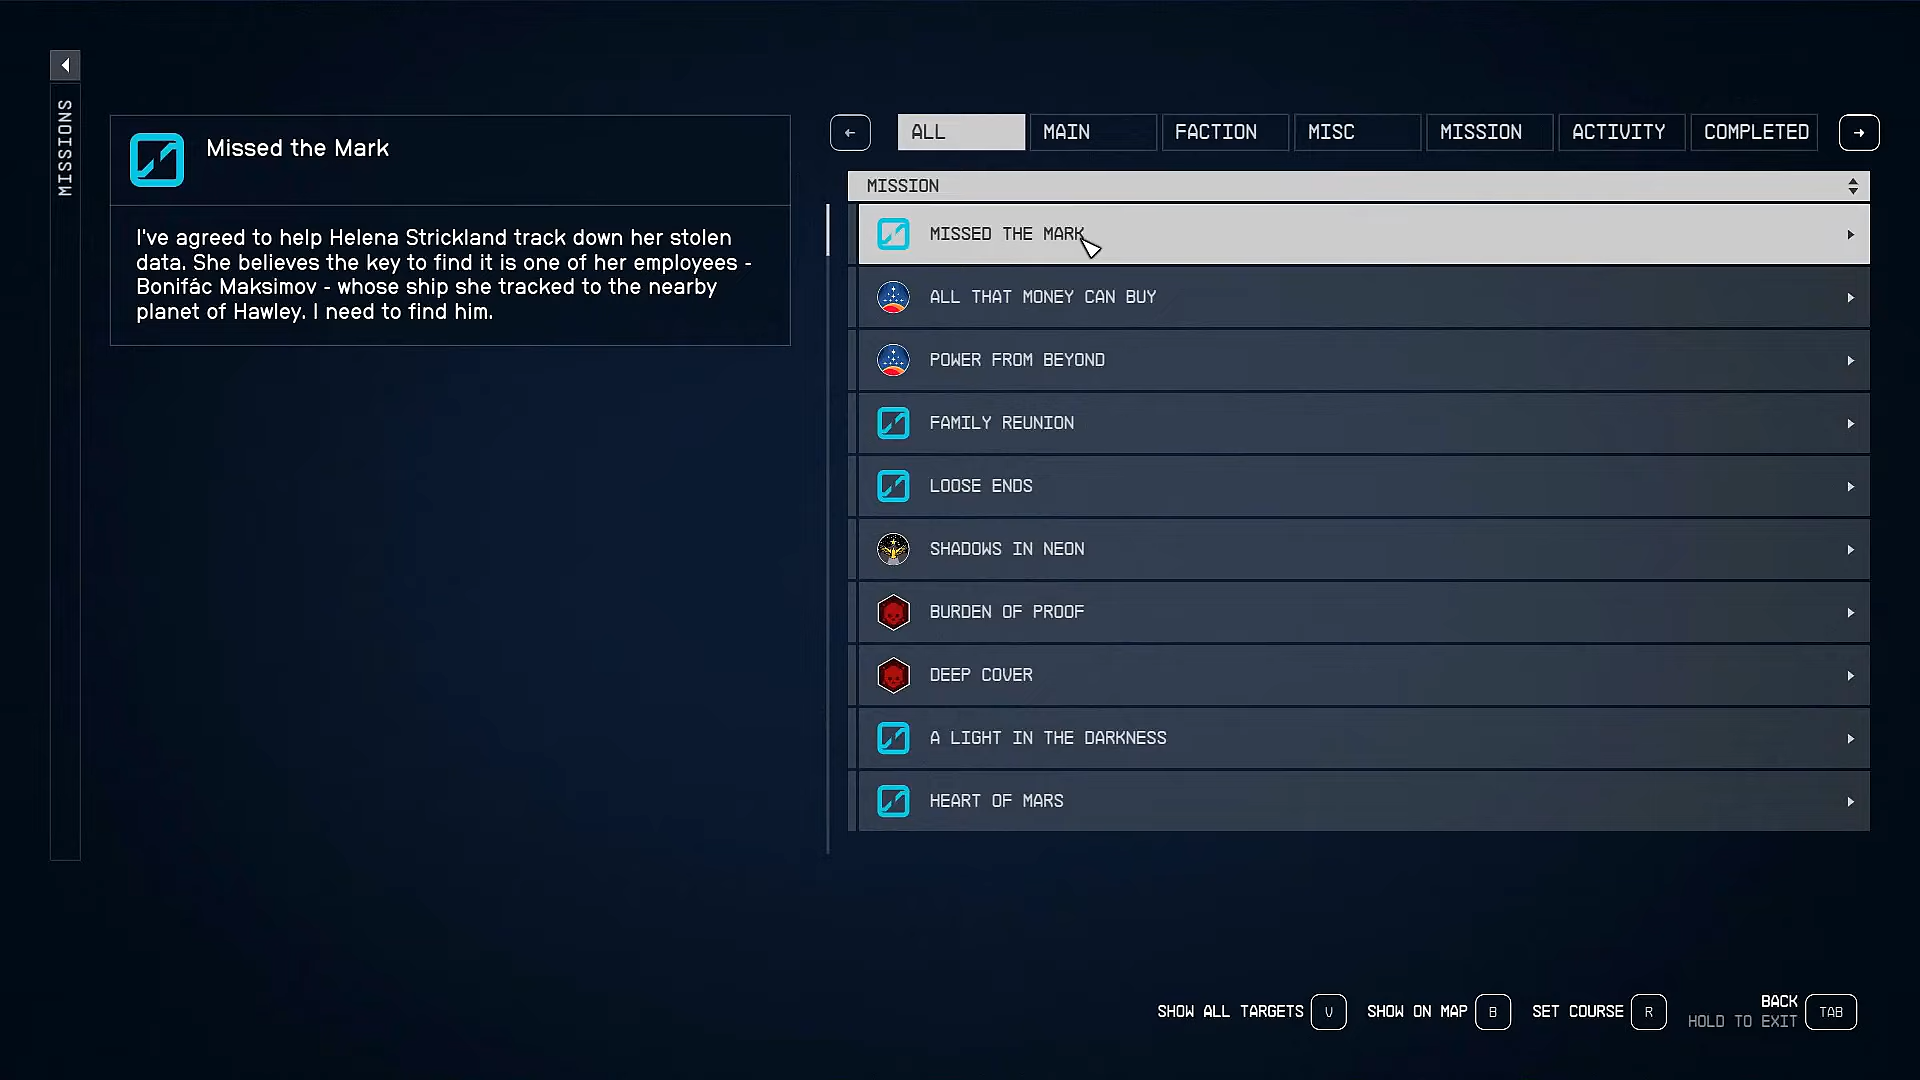 MISSIONS
Missed the Mark
I've agreed to help Helena Strickland track down her stolen
data. She believes the key to find it is one of her employees -
Bonifác Maksimov - whose ship she tracked to the nearby
planet of Hawley. I need to find him.
ALL MAIN FACTION MISC MISSION ACTIVITY COMPLETED
MISSION
MISSED THE MARK
ALL THAT MONEY CAN BUY
POWER FROM BEYOND
FAMILY REUNION
LOOSE ENDS
SHADOWS IN NEON
BURDEN OF PROOF
DEEP COVER
A LIGHT IN THE DARKNESS
HEART OF MARS
SHOW ALL TARGETS V SHOW ON MAP B SET COURSE R BACK TAB
HOLD TO EXIT